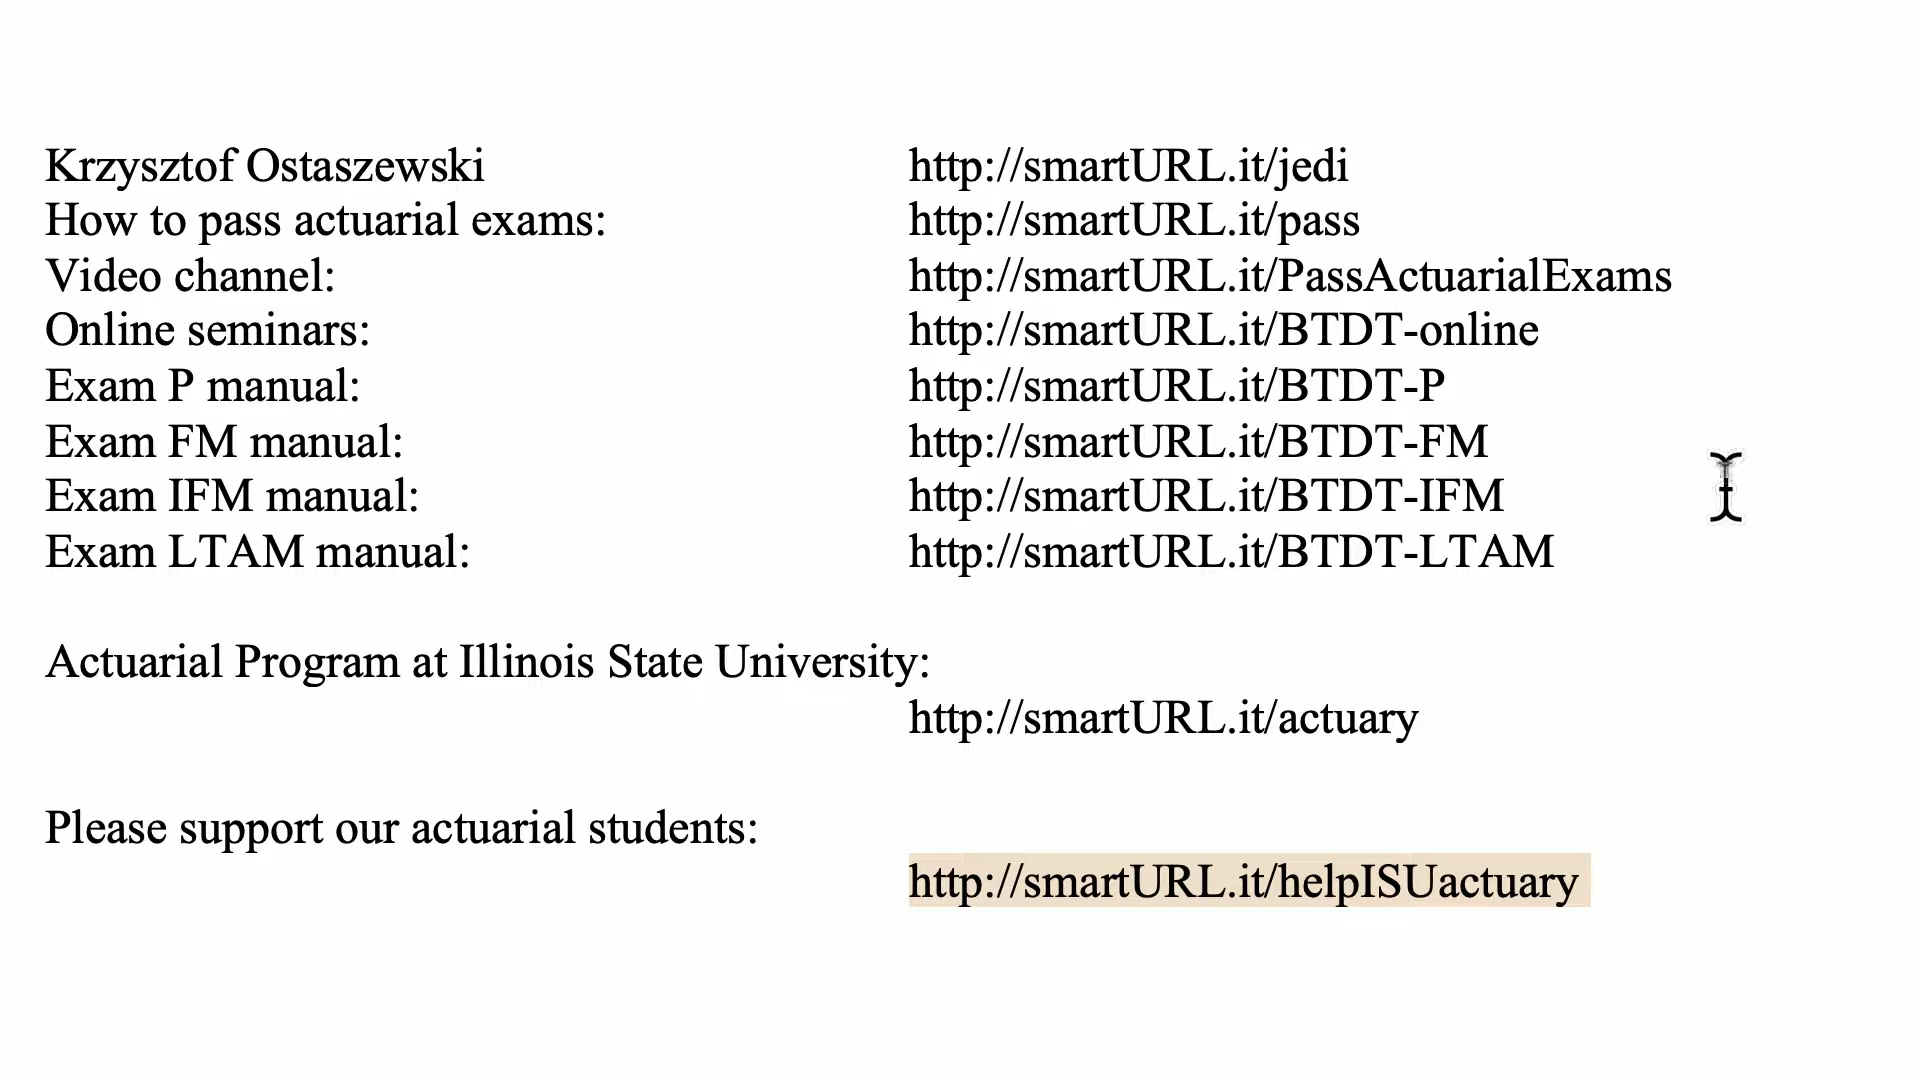 Krzysztof Ostaszewski http://smartURL.it/jedi
How to pass actuarial exams: http://smartURL.it/pass
Video channel: http://smartURL.it/PassActuarialExams
Online seminars: http://smartURL.it/BTDT-online
Exam P manual: http://smartURL.it/BTDT-P
Exam FM manual: http://smartURL.it/BTDT-FM
Exam IFM manual: http://smartURL.it/BTDT-IFM
Exam LTAM manual: http://smartURL.it/BTDT-LTAM
Actuarial Program at Illinois State University:
http://smartURL.it/actuary
Please support our actuarial students:
http://smartURL.it/helpISUactuary